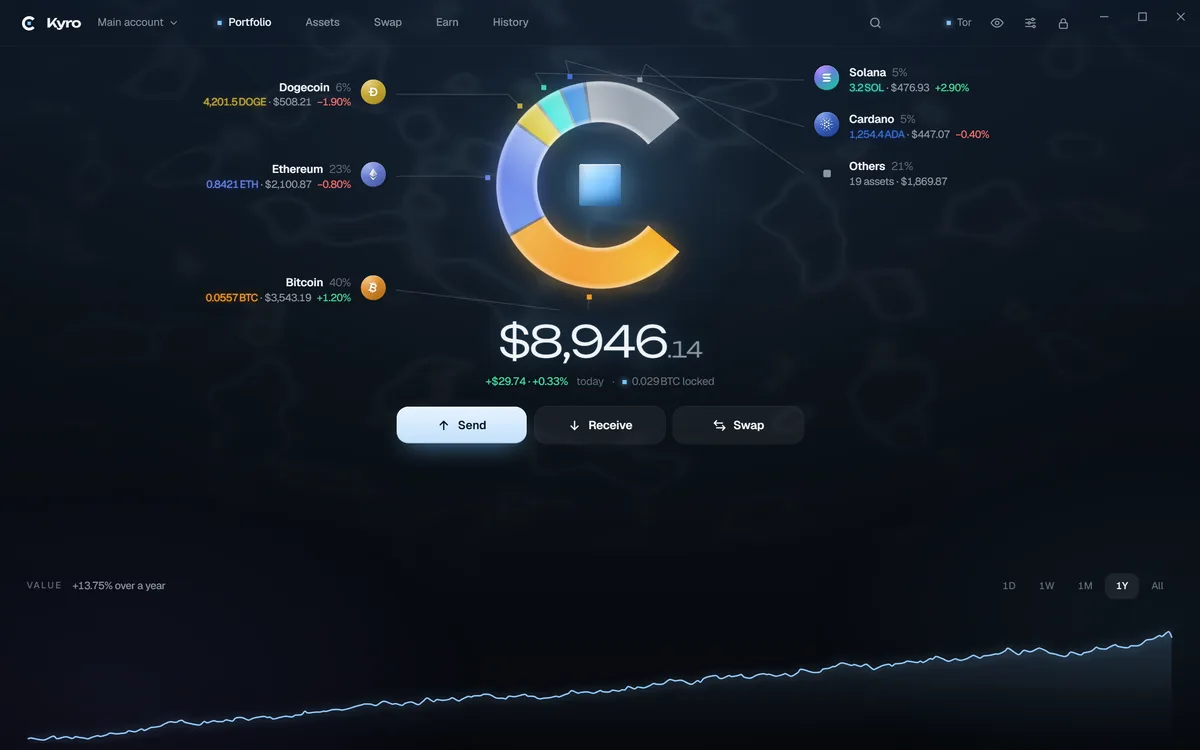 Kyro Main account Portfolio Assets Swap Earn History Tor
Dogecoin 6%
4,201.5 DOGE · $508.21 −1.90%
Ethereum 23%
0.8421 ETH · $2,100.87 −0.80%
Bitcoin 40%
0.0557 BTC · $3,543.19 +1.20%
Solana 5%
3.2 SOL · $476.93 +2.90%
Cardano 5%
1,254.4 ADA · $447.07 −0.40%
Others 21%
19 assets · $1,869.87
$8,946.14
+$29.74 · +0.33% today · 0.029 BTC locked
Send Receive Swap
VALUE +13.75% over a year 1D 1W 1M 1Y All